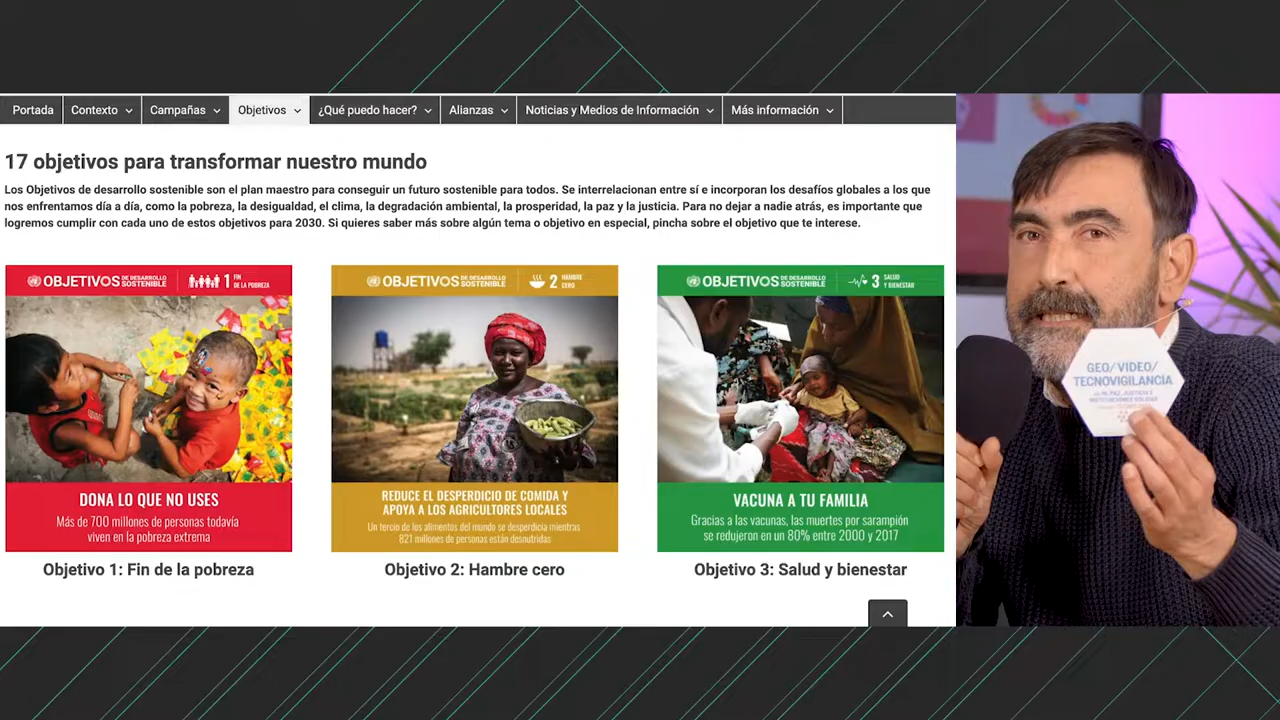 Portada
Contexto
Campañas
Objetivos
¿Qué puedo hacer?
Alianzas
Noticias y Medios de Información
Más información
17 objetivos para transformar nuestro mundo
Los Objetivos de desarrollo sostenible son el plan maestro para conseguir un futuro sostenible para todos. Se interrelacionan entre sí e incorporan los desafíos globales a los que
nos enfrentamos día a día, como la pobreza, la desigualdad, el clima, la degradación ambiental, la prosperidad, la paz y la justicia. Para no dejar a nadie atrás, es importante que
logremos cumplir con cada uno de estos objetivos para 2030. Si quieres saber más sobre algún tema o objetivo en especial, pincha sobre el objetivo que te interese.
OBJETIVOS DE DESARROLLO SOSTENIBLE
1 FIN DE LA POBREZA
DONA LO QUE NO USES
Más de 700 millones de personas todavía
viven en la pobreza extrema
Objetivo 1: Fin de la pobreza
OBJETIVOS DE DESARROLLO SOSTENIBLE
2 HAMBRE CERO
REDUCE EL DESPERDICIO DE COMIDA Y
APOYA A LOS AGRICULTORES LOCALES
Un tercio de los alimentos del mundo se desperdicia mientras
821 millones de personas están desnutridas
Objetivo 2: Hambre cero
OBJETIVOS DE DESARROLLO SOSTENIBLE
3 SALUD Y BIENESTAR
VACUNA A TU FAMILIA
Gracias a las vacunas, las muertes por sarampión
se redujeron en un 80% entre 2000 y 2017
Objetivo 3: Salud y bienestar
GEO/VIDEO/
TECNOVIGILANCIA
PAZ, JUSTICIA E
INSTITUCIONES SÓLIDAS